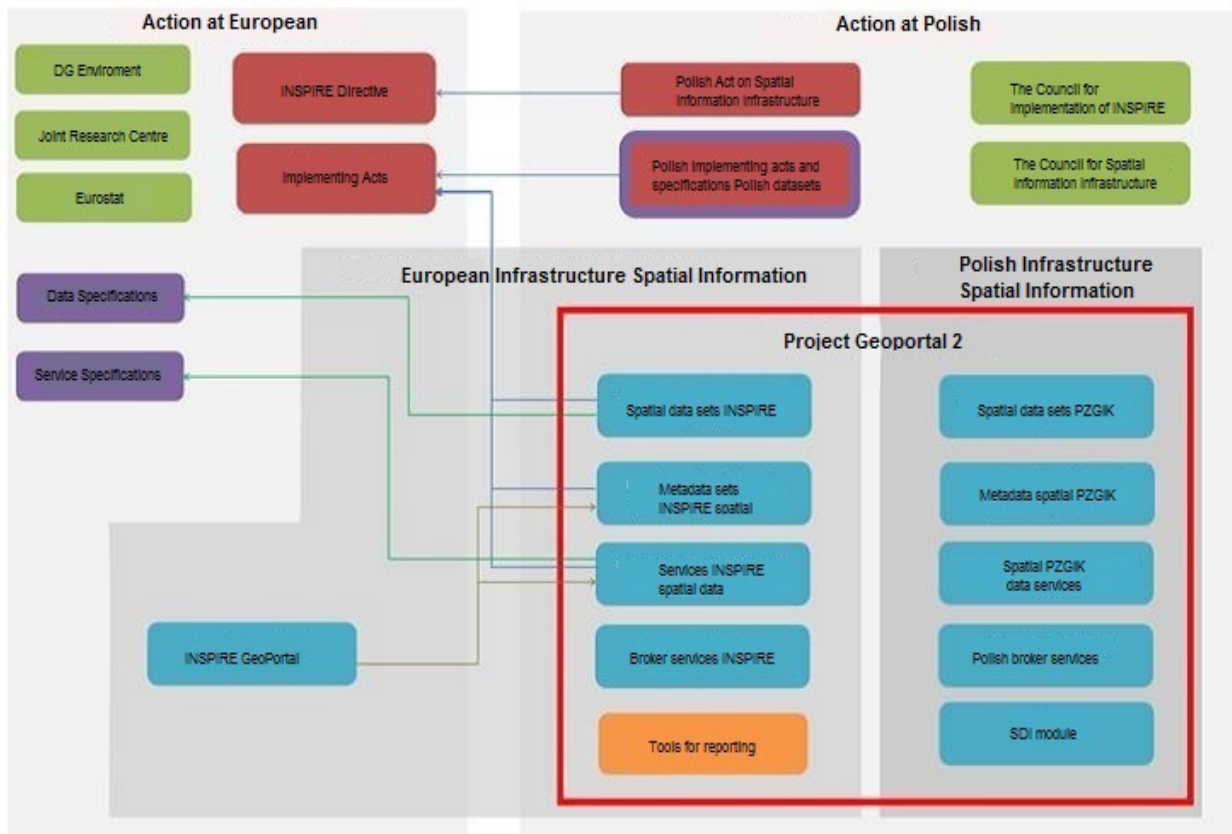 Action at European
Action at Polish
DG Enviroment
Joint Research Centre
Eurostat
INSPIRE Directive
Implementing Acts
Polish Act on Spatial
Information Infrastructure
Polish Implementing acts and
specifications Polish datasets
The Council for
Implementation of INSPIRE
The Council for Spatial
Information Infrastructure
Data Specifications
Service Specifications
European Infrastructure Spatial Information
Polish Infrastructure
Spatial Information
Project Geoportal 2
Spatial data sets INSPIRE
Metadata sets
INSPIRE spatial
Services INSPIRE
spatial data
Broker services INSPIRE
Tools for reporting
Spatial data sets PZGIK
Metadata spatial PZGIK
Spatial PZGIK
data services
Polish broker services
SDI module
INSPIRE GeoPortal